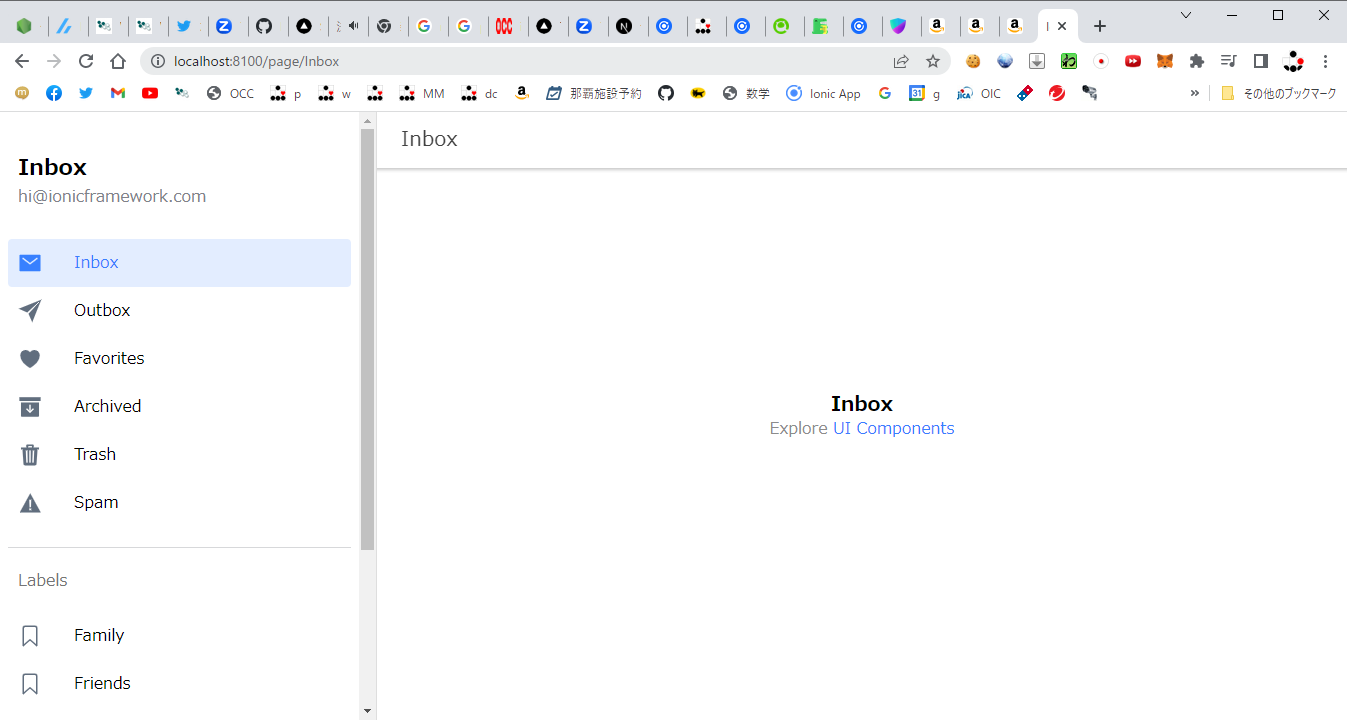 localhost:8100/page/Inbox
OCC p w MM dc 那覇施設予約 数学 Ionic App 31 g JICA OIC » その他のブックマーク
Inbox
hi@ionicframework.com
Inbox
Outbox
Favorites
Archived
Trash
Spam
Labels
Family
Friends
Inbox
Inbox
Explore UI Components